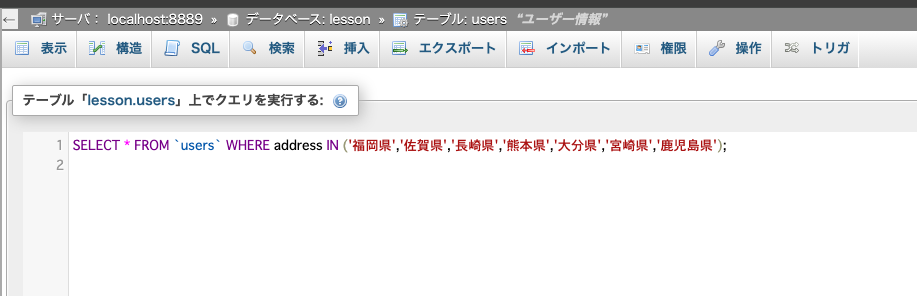 ← サーバ: localhost:8889 » データベース: lesson » テーブル: users “ユーザー情報”
表示 構造 SQL 検索 挿入 エクスポート インポート 権限 操作 トリガ
テーブル「lesson.users」上でクエリを実行する:
1 SELECT * FROM `users` WHERE address IN ('福岡県','佐賀県','長崎県','熊本県','大分県','宮崎県','鹿児島県');
2